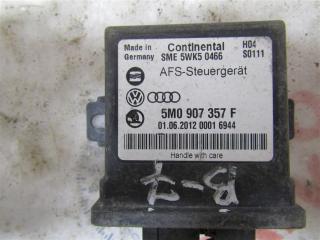 Made in Continental H04
Germany SME 5WK5 0466 S0111
AFS-Steuergerät
5M0 907 357 F
01.06.2012 0001 6944
Handle with care